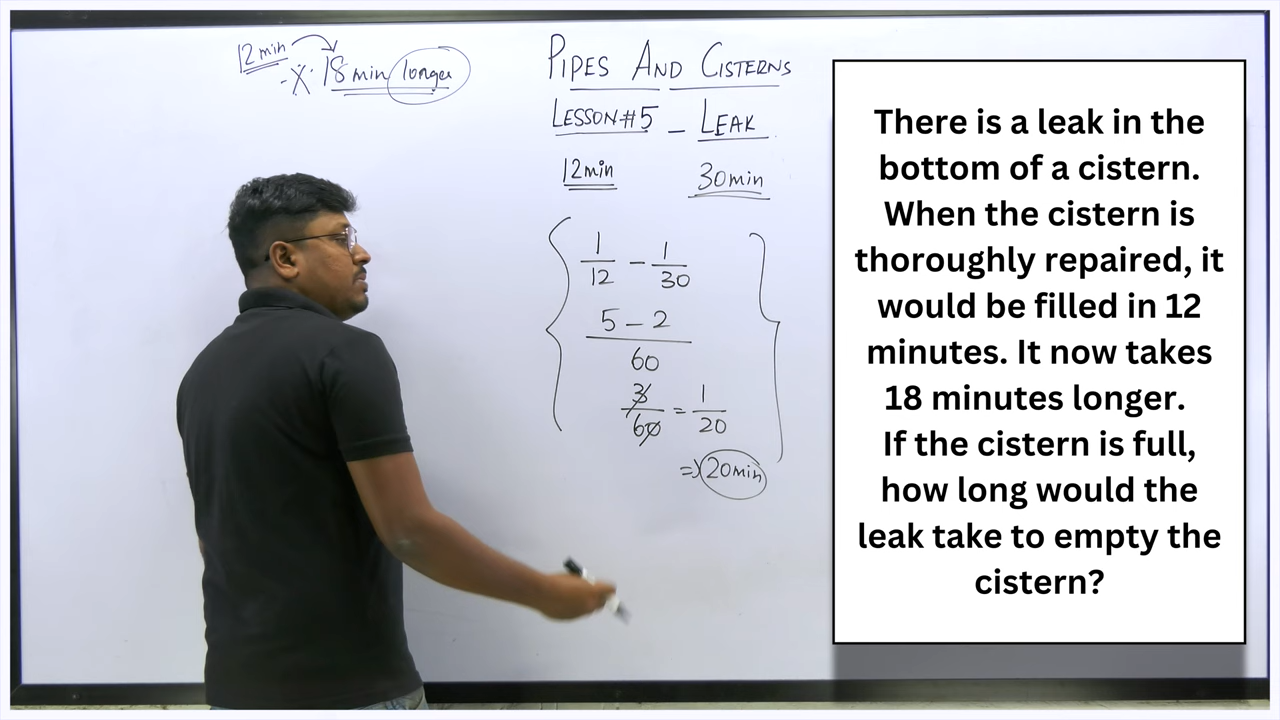 12min
-X· 18 min longer
PIPES AND CISTERNS
LESSON#5 - LEAK
12min 30min
1/12 - 1/30
5 - 2
60
3/60 = 1/20
=> 20min
There is a leak in the
bottom of a cistern.
When the cistern is
thoroughly repaired, it
would be filled in 12
minutes. It now takes
18 minutes longer.
If the cistern is full,
how long would the
leak take to empty the
cistern?